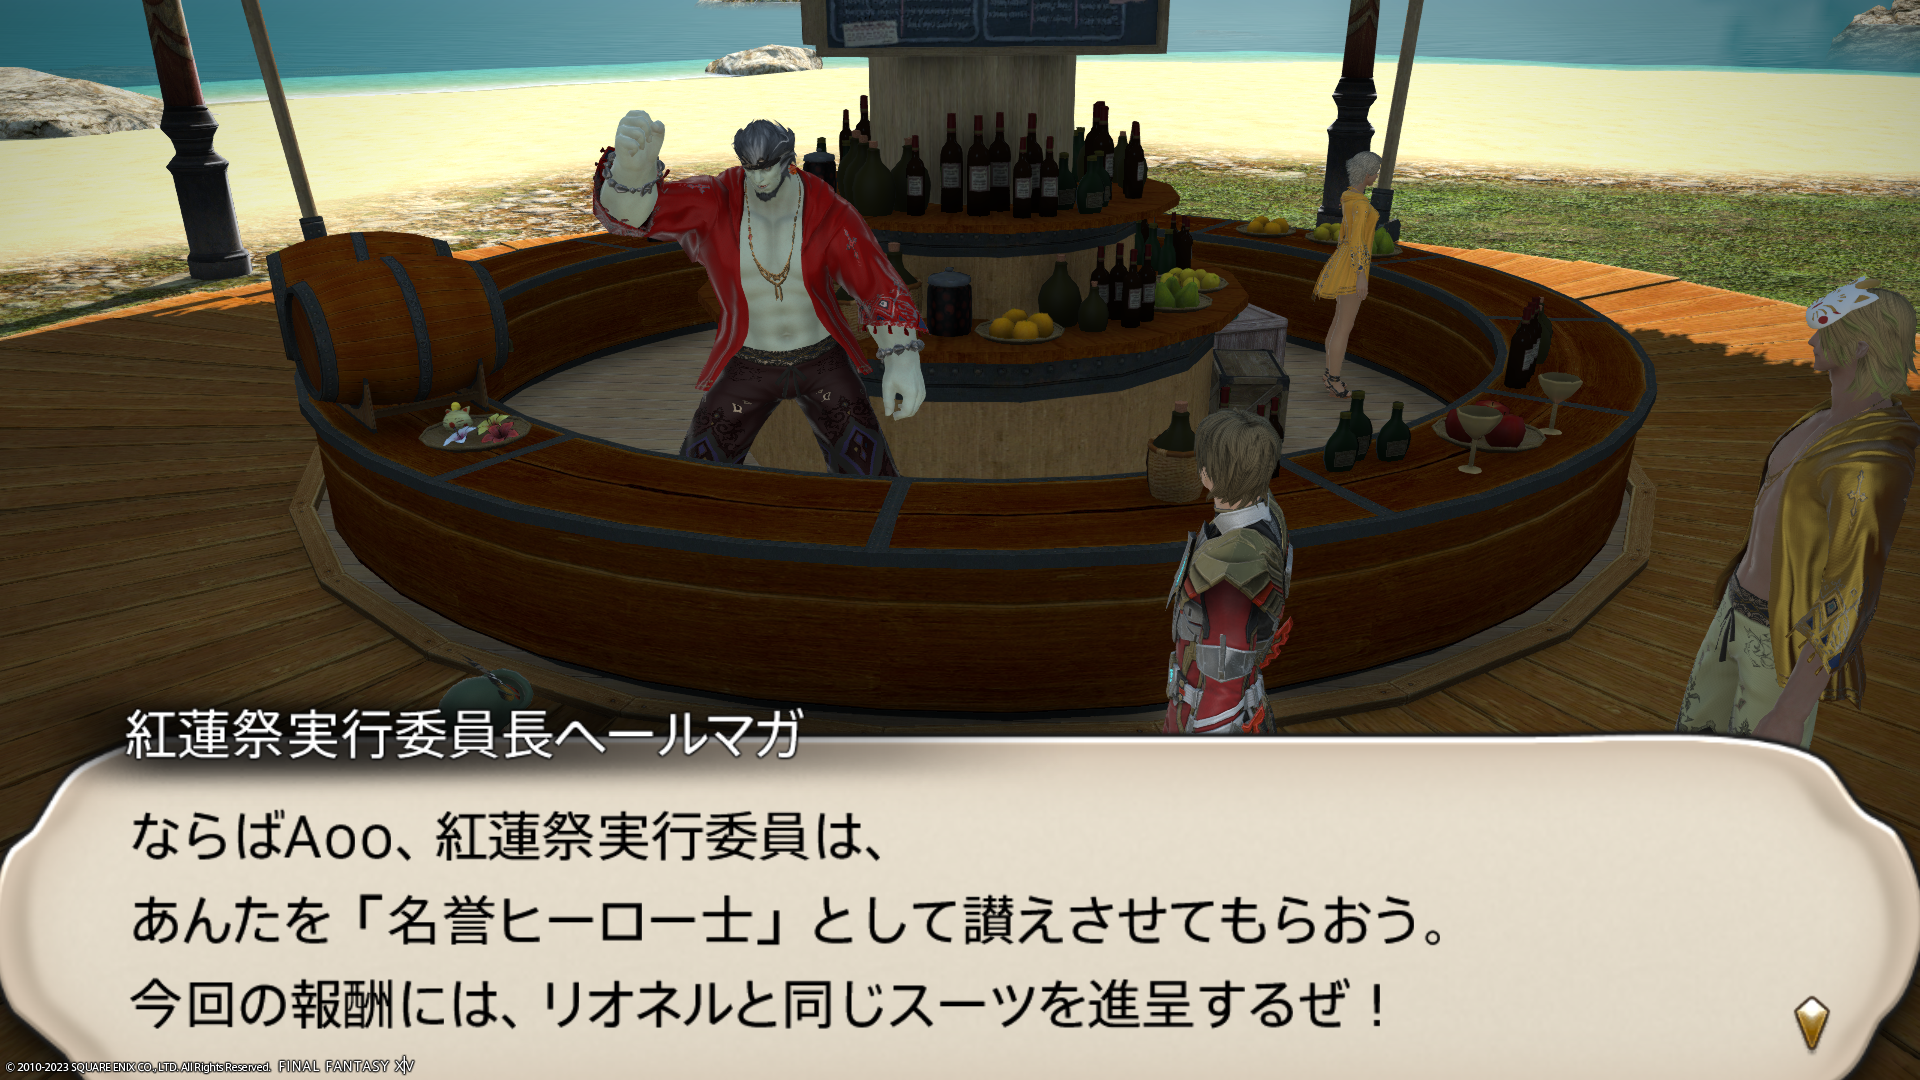 紅蓮祭実行委員長ヘールマガ
ならばAoo、紅蓮祭実行委員は、
あんたを「名誉ヒーロー士」として讃えさせてもらおう。
今回の報酬には、リオネルと同じスーツを進呈するぜ！
© 2010-2023 SQUARE ENIX CO., LTD. All Rights Reserved. FINAL FANTASY XIV